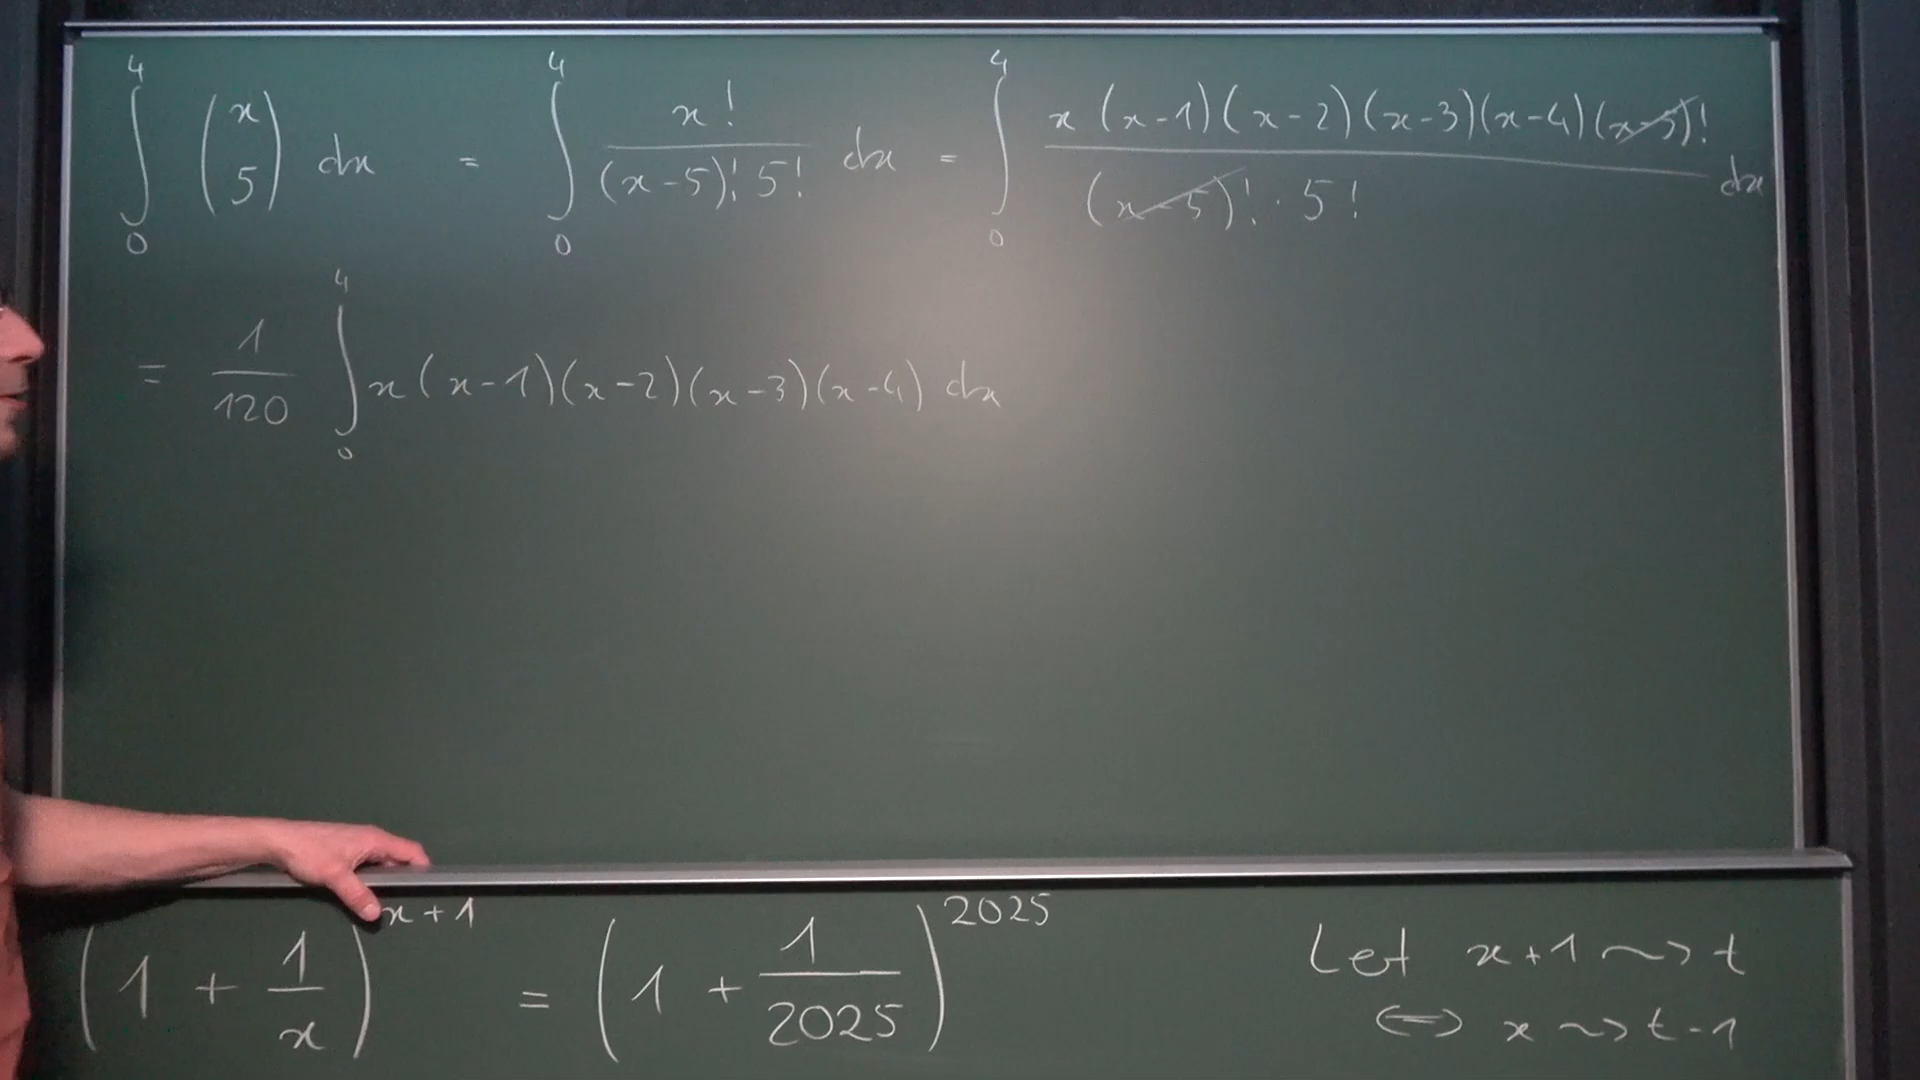 ∫₀⁴ (x 5) dx = ∫₀⁴ x! / ((x-5)! 5!) dx = ∫₀⁴ x (x-1)(x-2)(x-3)(x-4)(x-5)! / ((x-5)! · 5!) dx
= 1/120 ∫₀⁴ x (x-1)(x-2)(x-3)(x-4) dx
(1 + 1/x)^(x+1) = (1 + 1/2025)^2025 Let x+1 ⇝ t
⟺ x ⇝ t-1